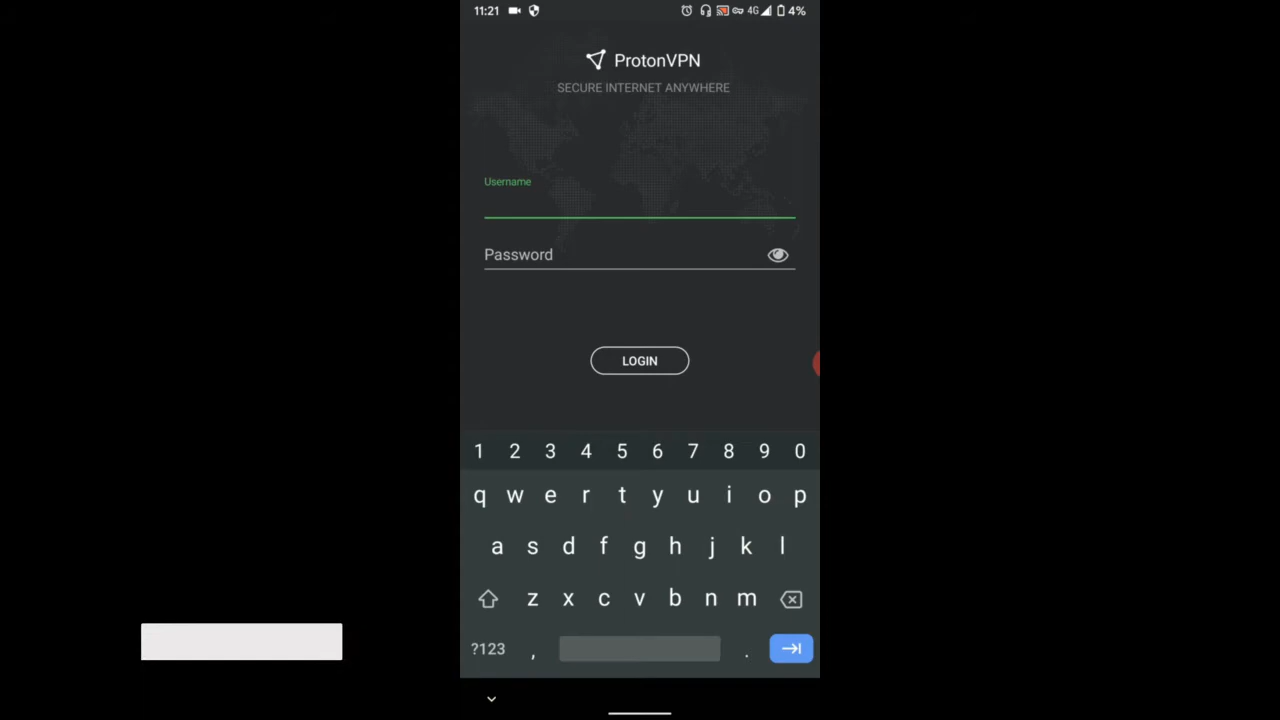 11:21 4G 4%
ProtonVPN
SECURE INTERNET ANYWHERE
Username
Password
LOGIN
1 2 3 4 5 6 7 8 9 0
q w e r t y u i o p
a s d f g h j k l
z x c v b n m
?123 , .